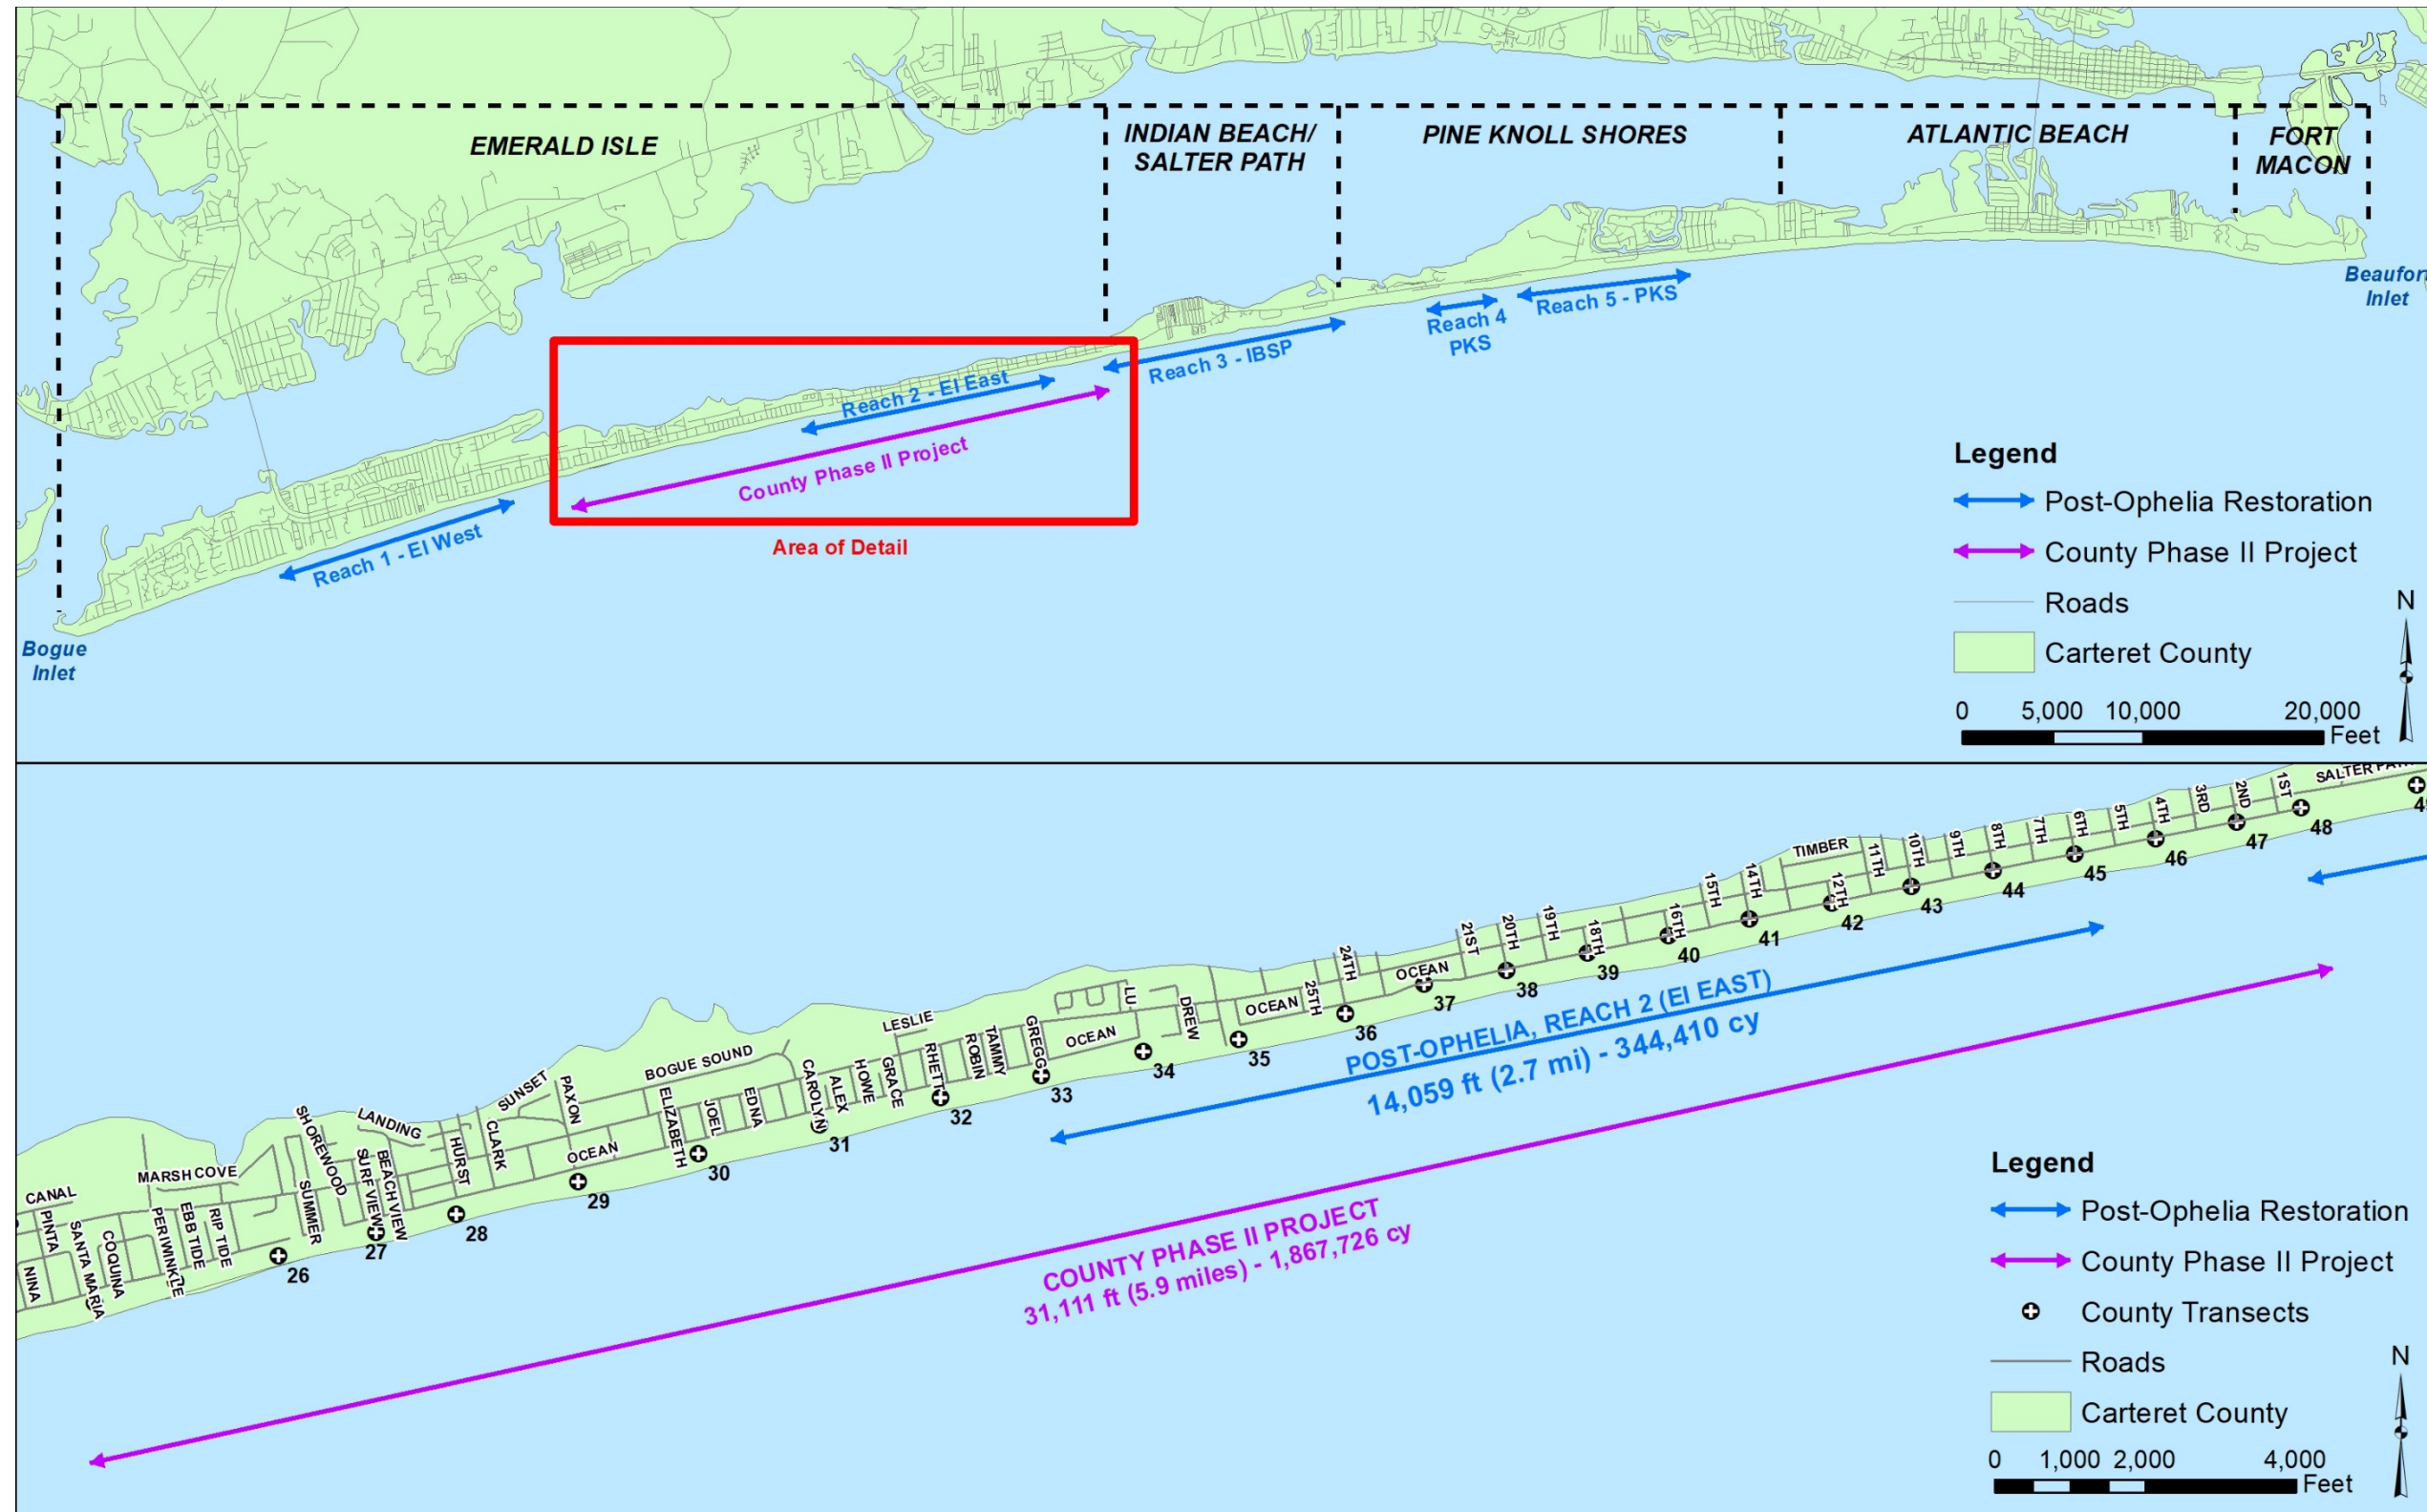 EMERALD ISLE
INDIAN BEACH/
SALTER PATH
PINE KNOLL SHORES
ATLANTIC BEACH
FORT
MACON
Beaufort
Inlet
Reach 5 - PKS
Reach 4
PKS
Reach 3 - IBSP
Reach 2 - EI East
County Phase II Project
Reach 1 - EI West
Area of Detail
Bogue
Inlet
Legend
Post-Ophelia Restoration
County Phase II Project
Roads
Carteret County
N
0 5,000 10,000 20,000
Feet
SALTER PATH
1ST
2ND
3RD
4TH
5TH
6TH
7TH
8TH
9TH
10TH
11TH
12TH
TIMBER
14TH
15TH
16TH
18TH
19TH
20TH
21ST
OCEAN
24TH
25TH
OCEAN
DREW
LU
OCEAN
GREGG
TAMMY
ROBIN
RHETT
LESLIE
GRACE
HOWE
ALEX
CAROLYN
BOGUE SOUND
EDNA
JOEL
ELIZABETH
OCEAN
PAXON
SUNSET
CLARK
HURST
LANDING
BEACHVIEW
SURFVIEW
SHOREWOOD
SUMMER
MARSH COVE
RIP TIDE
EBB TIDE
PERIWINKLE
COQUINA
SANTA MARIA
CANAL
PINTA
NINA
26
27
28
29
30
31
32
33
34
35
36
37
38
39
40
41
42
43
44
45
46
47
48
POST-OPHELIA, REACH 2 (EI EAST)
14,059 ft (2.7 mi) - 344,410 cy
COUNTY PHASE II PROJECT
31,111 ft (5.9 miles) - 1,867,726 cy
Legend
Post-Ophelia Restoration
County Phase II Project
County Transects
Roads
Carteret County
N
0 1,000 2,000 4,000
Feet